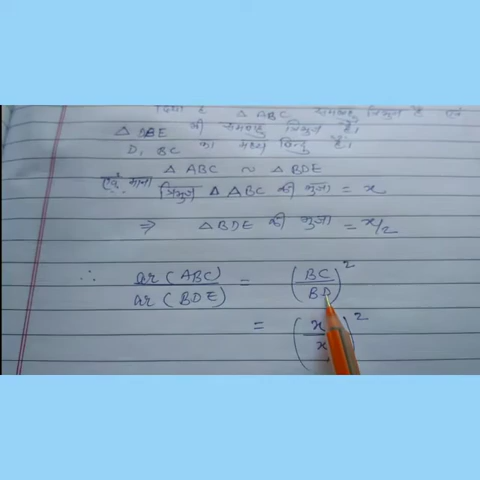 दिया है △ ABC समबाहु त्रिभुज है एवं
△ DBE भी समबाहु त्रिभुज है।
D, BC का मध्य बिन्दु है।
△ ABC ~ △ BDE
एवं माना त्रिभुज △ ABC की भुजा = x
⇒ △ BDE की भुजा = x/2
∴ ar(ABC)/ar(BDE) = (BC/BD)²
= (x/x)²